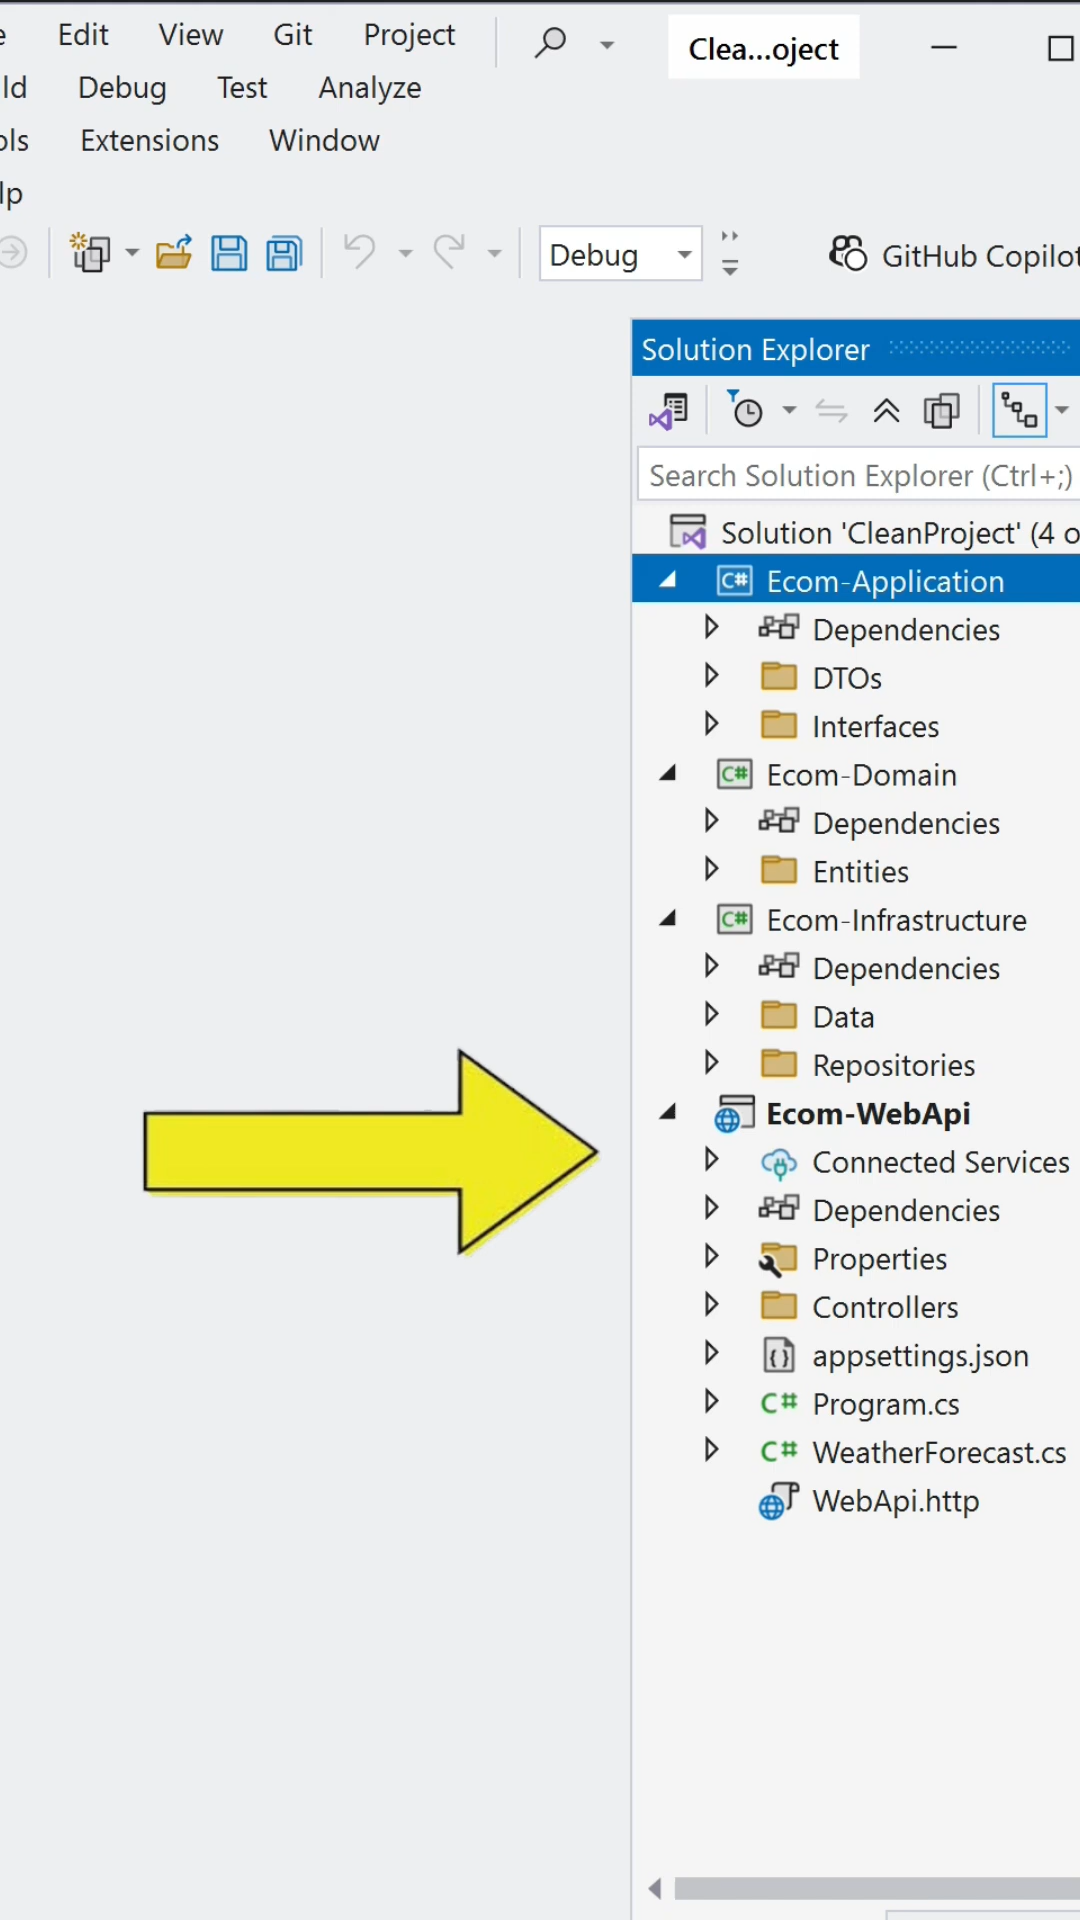 Edit View Git Project
Clea...oject
Debug Test Analyze
Extensions Window
Debug
GitHub Copilot
Solution Explorer
Search Solution Explorer (Ctrl+;)
Solution 'CleanProject' (4 o
C# Ecom-Application
Dependencies
DTOs
Interfaces
C# Ecom-Domain
Dependencies
Entities
C# Ecom-Infrastructure
Dependencies
Data
Repositories
Ecom-WebApi
Connected Services
Dependencies
Properties
Controllers
appsettings.json
C# Program.cs
C# WeatherForecast.cs
WebApi.http